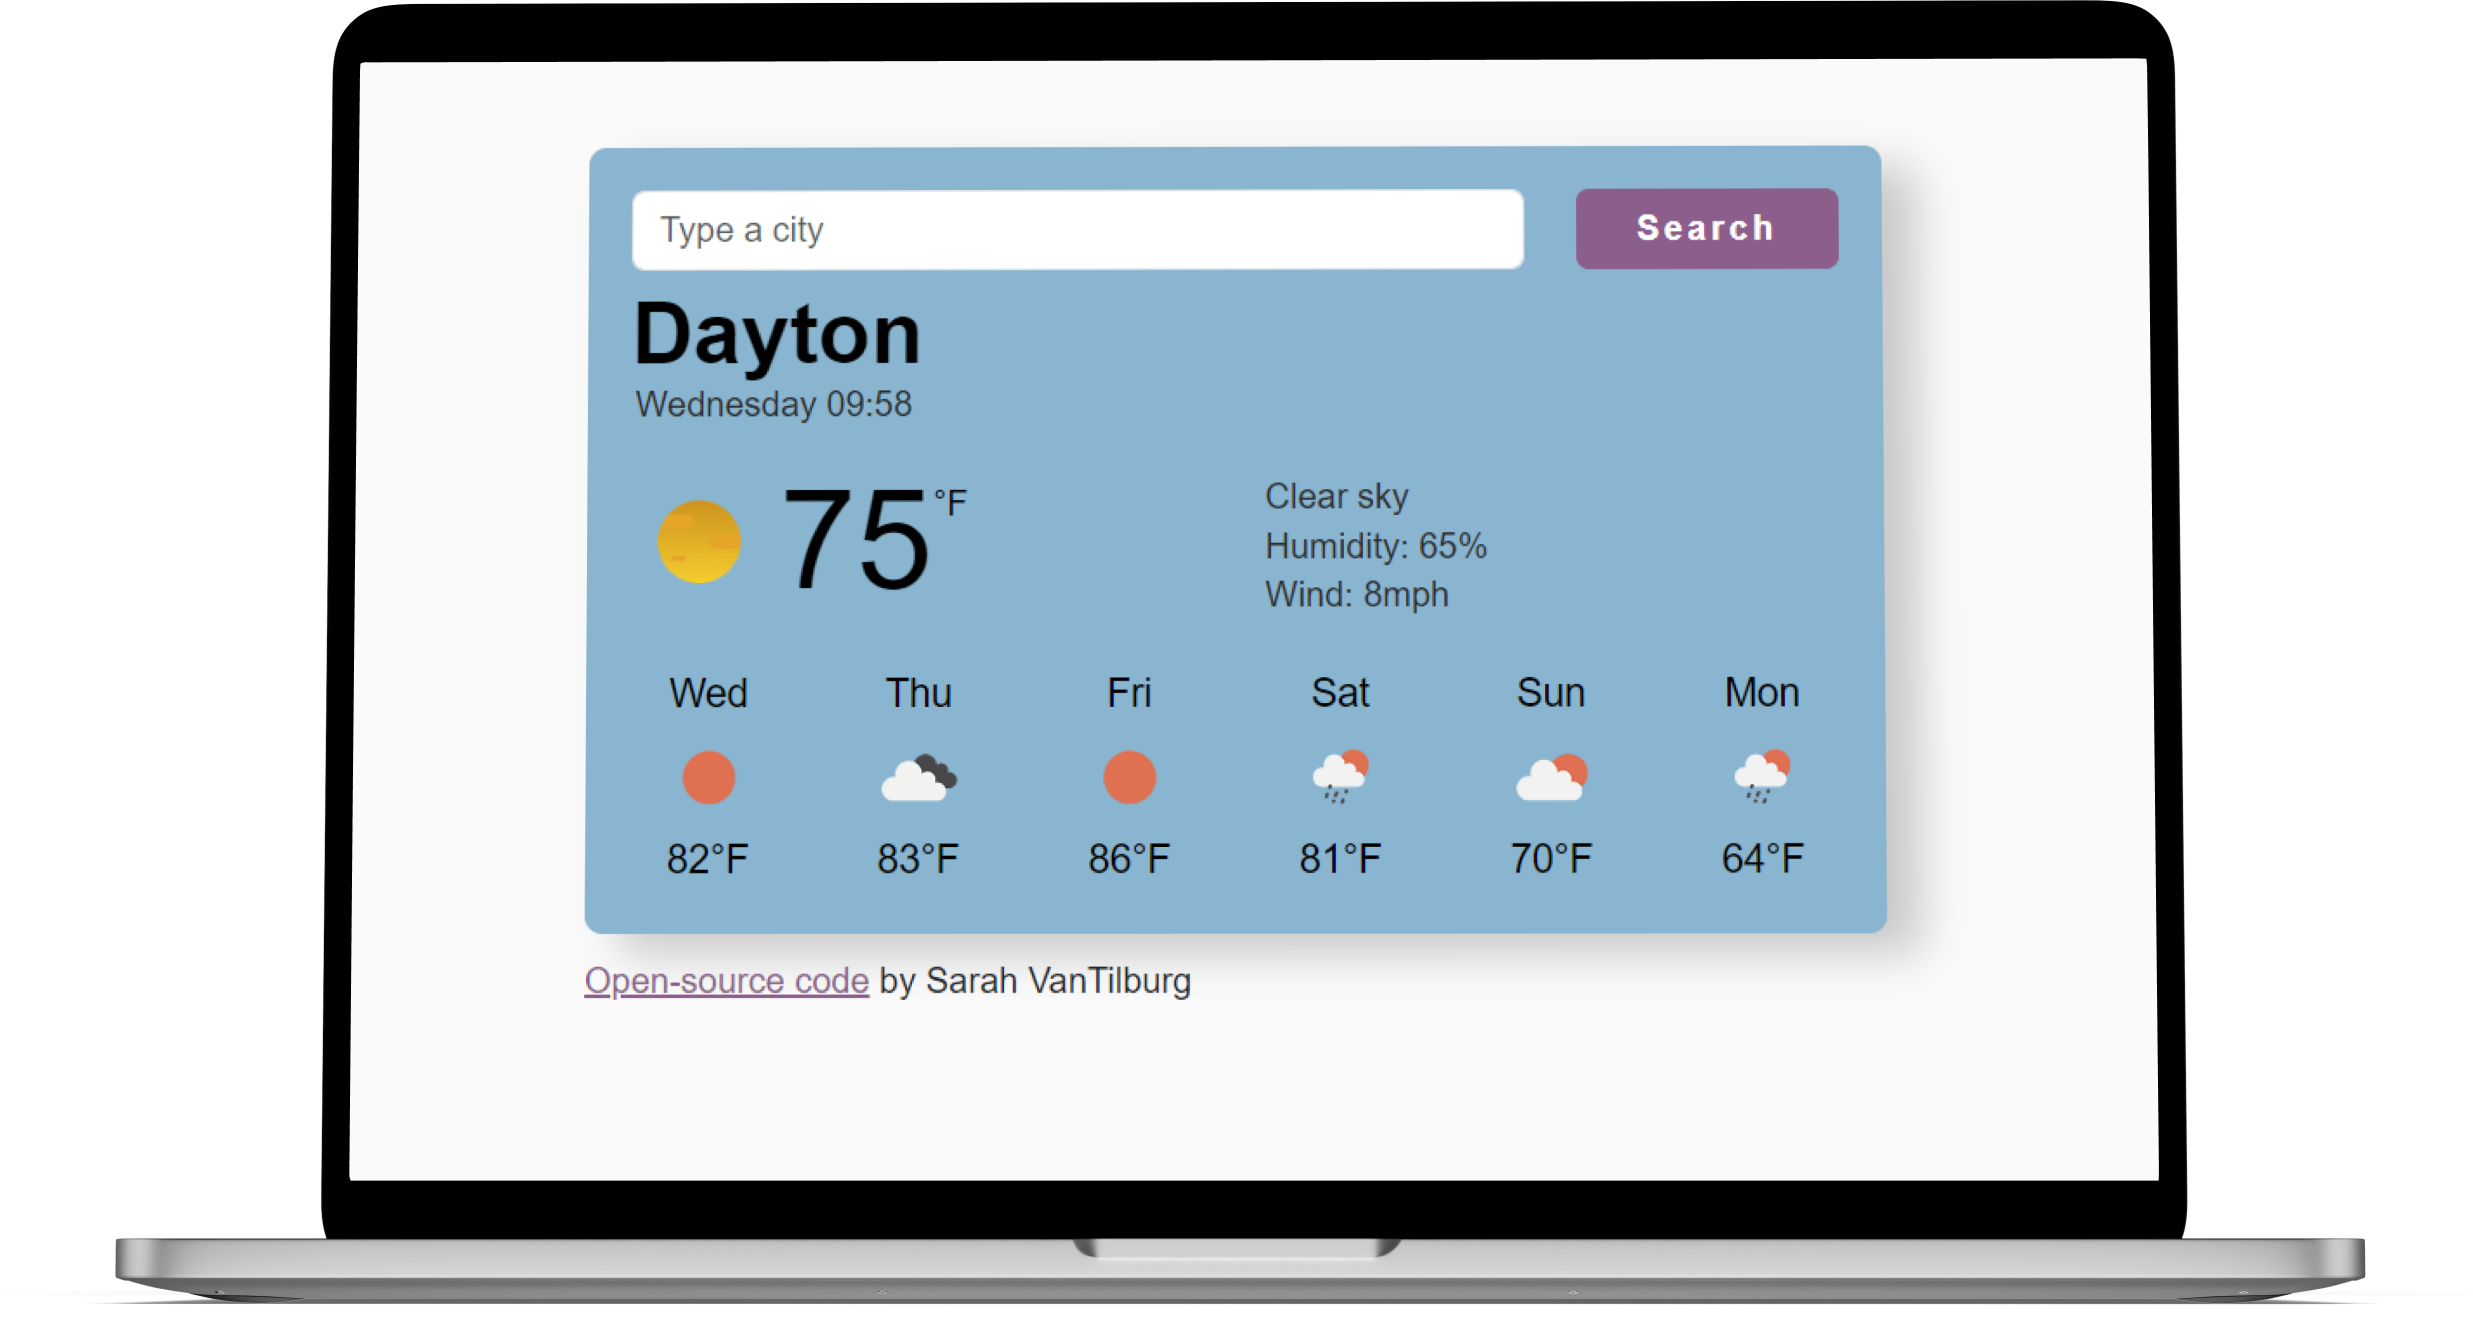 Type a city
Search
Dayton
Wednesday 09:58
75 °F
Clear sky
Humidity: 65%
Wind: 8mph
Wed Thu Fri Sat Sun Mon
82°F 83°F 86°F 81°F 70°F 64°F
Open-source code by Sarah VanTilburg